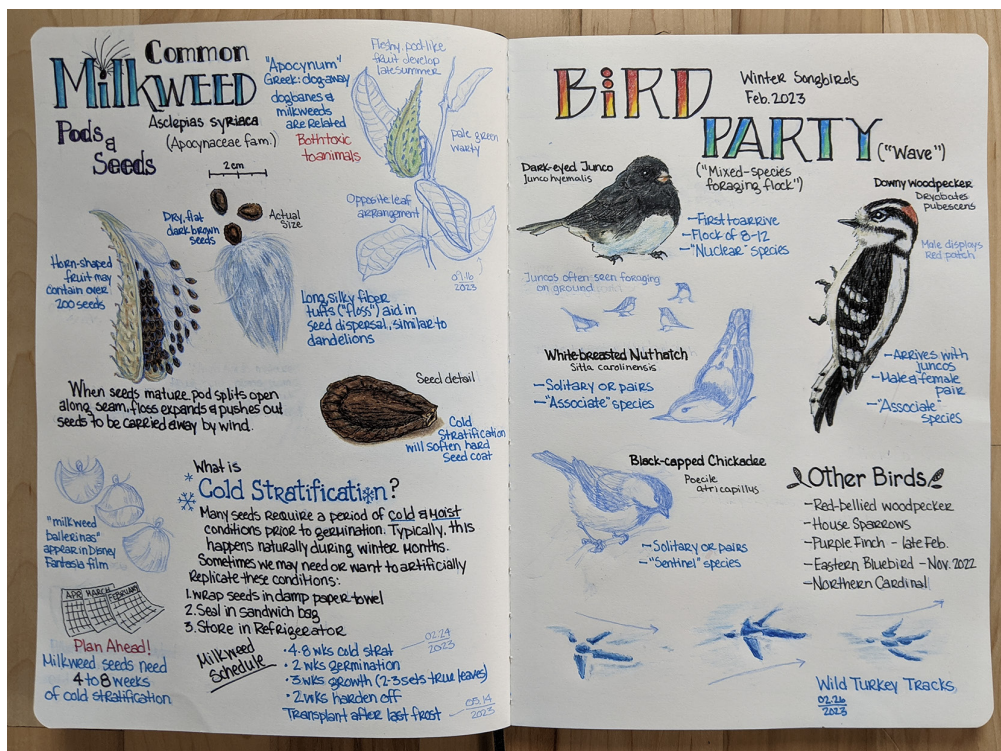 Common
MilkWEED
Pods &
Seeds
Asclepias syriaca
(Apocynaceae fam.)
2cm
"Apocynum"
Greek: dog-away
dogbanes &
milkweeds
are Related
Both toxic
to animals
Fleshy, pod-like
fruit develop
late summer
pale green
warty
Opposite leaf
arrangement
09.16
2023
Dry, flat
dark brown
seeds
Actual
Size
Horn-shaped
fruit may
contain over
200 seeds
Long, silky fiber
tufts ("floss") aid in
seed dispersal, similar to
dandelions
When seeds mature, pod splits open
along seam, floss expands & pushes out
seeds to be carried away by wind.
Seed detail
Cold
Stratification
will soften hard
Seed coat
"milkweed
ballerinas"
appear in Disney
Fantasia film
What is
Cold Stratification?
Many seeds require a period of cold & moist
conditions prior to germination. Typically, this
happens naturally during winter months.
Sometimes we may need or want to artificially
Replicate these conditions:
1. wrap seeds in damp paper towel
2. Seal in sandwich bag
3. Store in Refrigerator
APR MARCH FEBRUARY
Plan Ahead!
Milkweed seeds need
4 to 8 weeks
of cold stratification
Milkweed
Schedule
• 4-8 wks cold strat
• 2 wks germination
• 3 wks growth (2-3 sets true leaves)
• 2 wks harden off
Transplant after last frost
02.24
2023
05.14
2023
BiRD
PARTY
("Wave")
Winter Songbirds
Feb. 2023
("Mixed-species
foraging flock")
Dark-eyed Junco
Junco hyemalis
- First to arrive
- Flock of 8-12
- "Nuclear" species
Juncos often seen foraging
on ground
Downy Woodpecker
Dryobates
pubescens
Male displays
Red patch
- Arrives with
juncos
- Male & female
pair
- "Associate"
species
White-breasted Nuthatch
Sitta carolinensis
- Solitary or pairs
- "Associate" species
Black-capped Chickadee
Poecile
atricapillus
- Solitary or pairs
- "Sentinel" species
Other Birds
- Red-bellied woodpecker
- House Sparrows
- Purple Finch - late Feb.
- Eastern Bluebird - Nov. 2022
- Northern Cardinal
Wild Turkey Tracks
02.26
2023